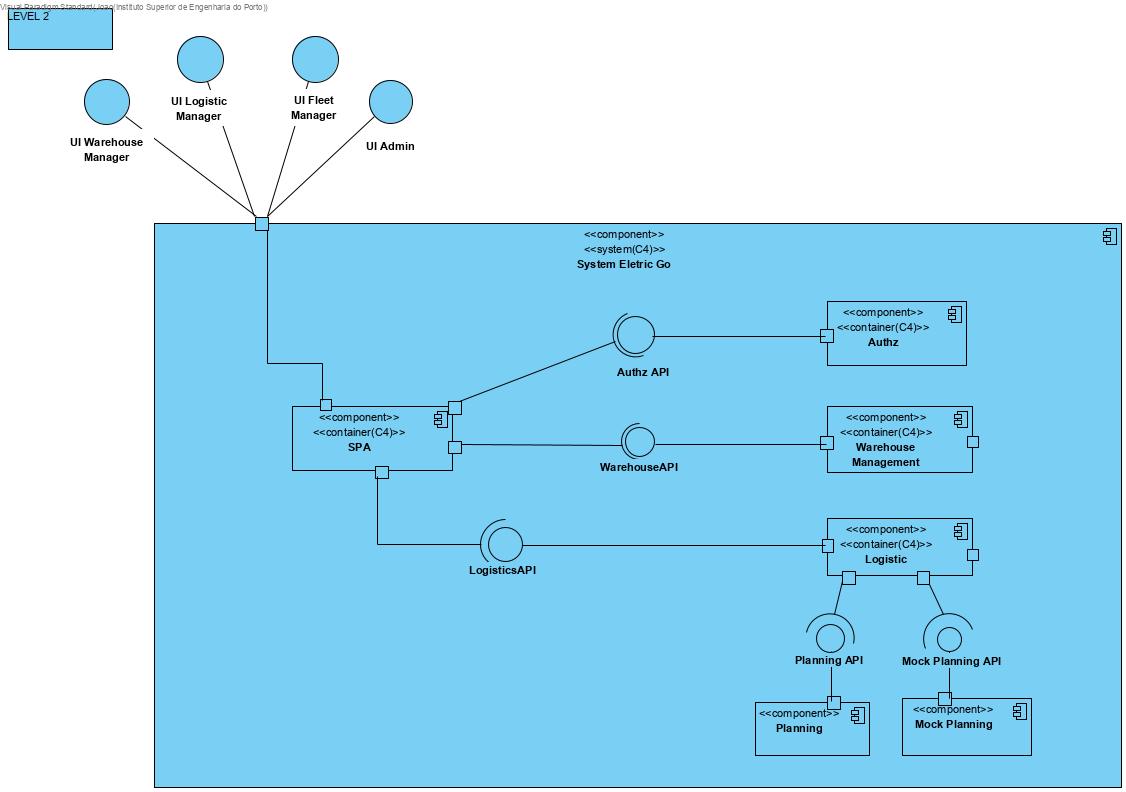 Visual Paradigm Standard(Joao(Instituto Superior de Engenharia do Porto))
LEVEL 2
UI Logistic
Manager
UI Fleet
Manager
UI Warehouse
Manager
UI Admin
<<component>>
<<system(C4)>>
System Eletric Go
<<component>>
<<container(C4)>>
Authz
Authz API
<<component>>
<<container(C4)>>
SPA
WarehouseAPI
<<component>>
<<container(C4)>>
Warehouse
Management
LogisticsAPI
<<component>>
<<container(C4)>>
Logistic
Planning API
Mock Planning API
<<component>>
Planning
<<component>>
Mock Planning